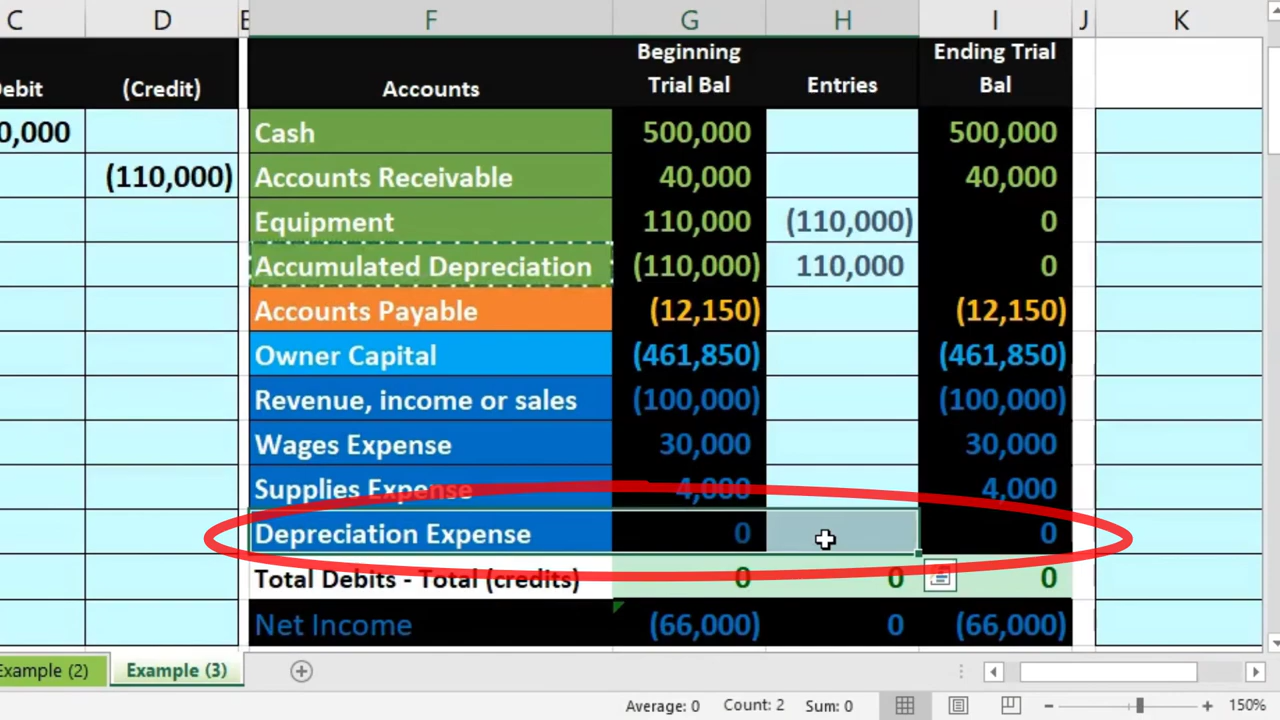 C D E F G H I J K
ebit (Credit) Accounts Beginning Trial Bal Entries Ending Trial Bal
0,000 Cash 500,000 500,000
(110,000) Accounts Receivable 40,000 40,000
Equipment 110,000 (110,000) 0
Accumulated Depreciation (110,000) 110,000 0
Accounts Payable (12,150) (12,150)
Owner Capital (461,850) (461,850)
Revenue, income or sales (100,000) (100,000)
Wages Expense 30,000 30,000
Supplies Expense 4,000 4,000
Depreciation Expense 0 0
Total Debits - Total (credits) 0 0 0
Net Income (66,000) 0 (66,000)
Example (2) Example (3)
Average: 0 Count: 2 Sum: 0 150%